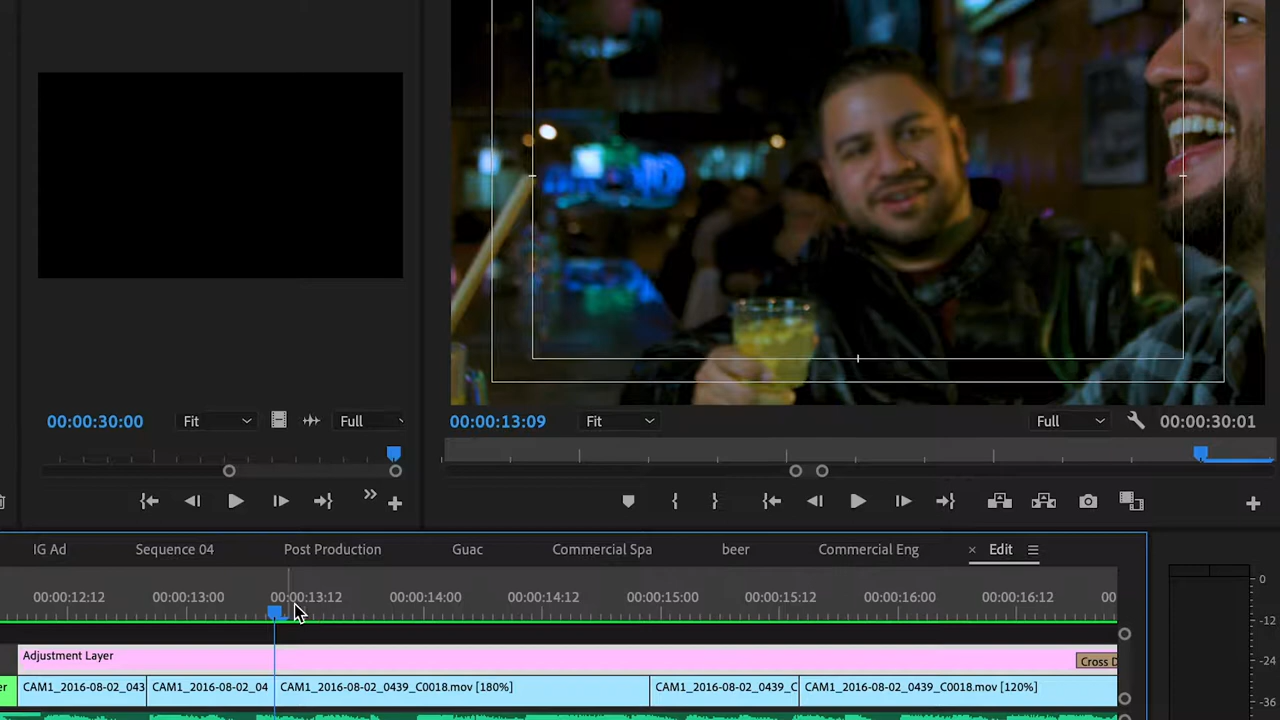 00:00:30:00
Fit
Full
00:00:13:09
Fit
Full
00:00:30:01
IG Ad
Sequence 04
Post Production
Guac
Commercial Spa
beer
Commercial Eng
× Edit
00:00:12:12
00:00:13:00
00:00:13:12
00:00:14:00
00:00:14:12
00:00:15:00
00:00:15:12
00:00:16:00
00:00:16:12
00
0
-12
-24
-36
Adjustment Layer
Cross D
er
CAM1_2016-08-02_043
CAM1_2016-08-02_04
CAM1_2016-08-02_0439_C0018.mov [180%]
CAM1_2016-08-02_0439_C
CAM1_2016-08-02_0439_C0018.mov [120%]